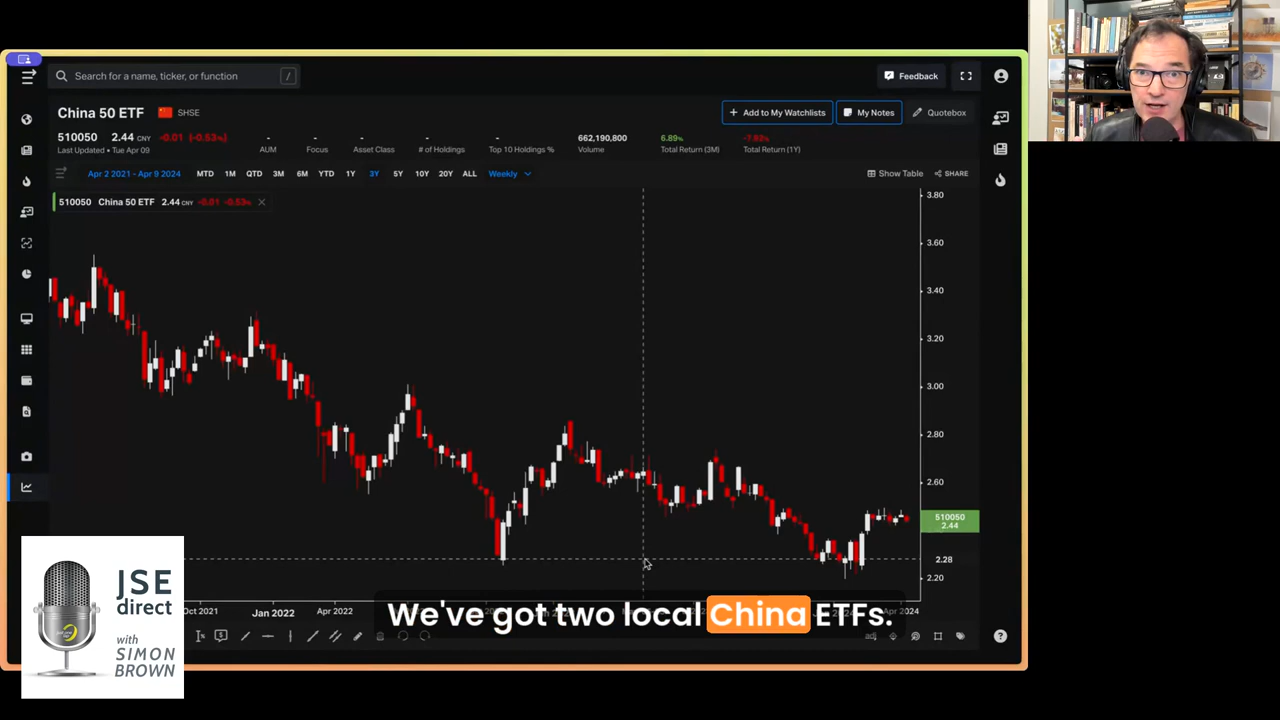 Search for a name, ticker, or function /
Feedback
China 50 ETF SHSE
+ Add to My Watchlists My Notes Quotebox
510050 2.44 CNY -0.01 (-0.53%)
Last Updated • Tue Apr 09
- AUM
- Focus
- Asset Class
- # of Holdings
- Top 10 Holdings %
662,190,800 Volume
6.89% Total Return (3M)
-7.93% Total Return (1Y)
Apr 2 2021 - Apr 9 2024 MTD 1M QTD 3M 6M YTD 1Y 3Y 5Y 10Y 20Y ALL Weekly
Show Table SHARE
510050 China 50 ETF 2.44 CNY -0.01 -0.53%
3.80
3.60
3.40
3.20
3.00
2.80
2.60
510050
2.44
2.28
2.20
Oct 2021 Jan 2022 Apr 2022 Apr 2024
We've got two local China ETFs.
JSE
direct
with
SIMON
BROWN